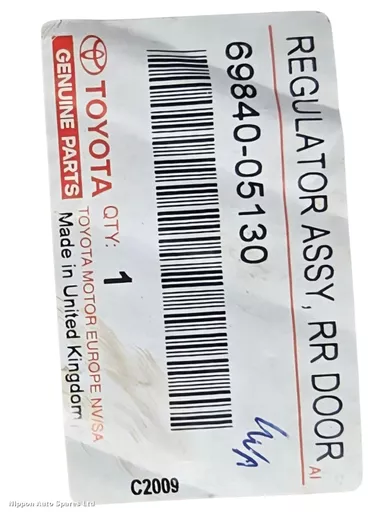 REGULATOR ASSY, RR DOOR
AI
69840-05130
TOYOTA QTY: 1
GENUINE PARTS
TOYOTA MOTOR EUROPE NV/SA
Made in United Kingdom
C2009
Nippon Auto Spares Ltd